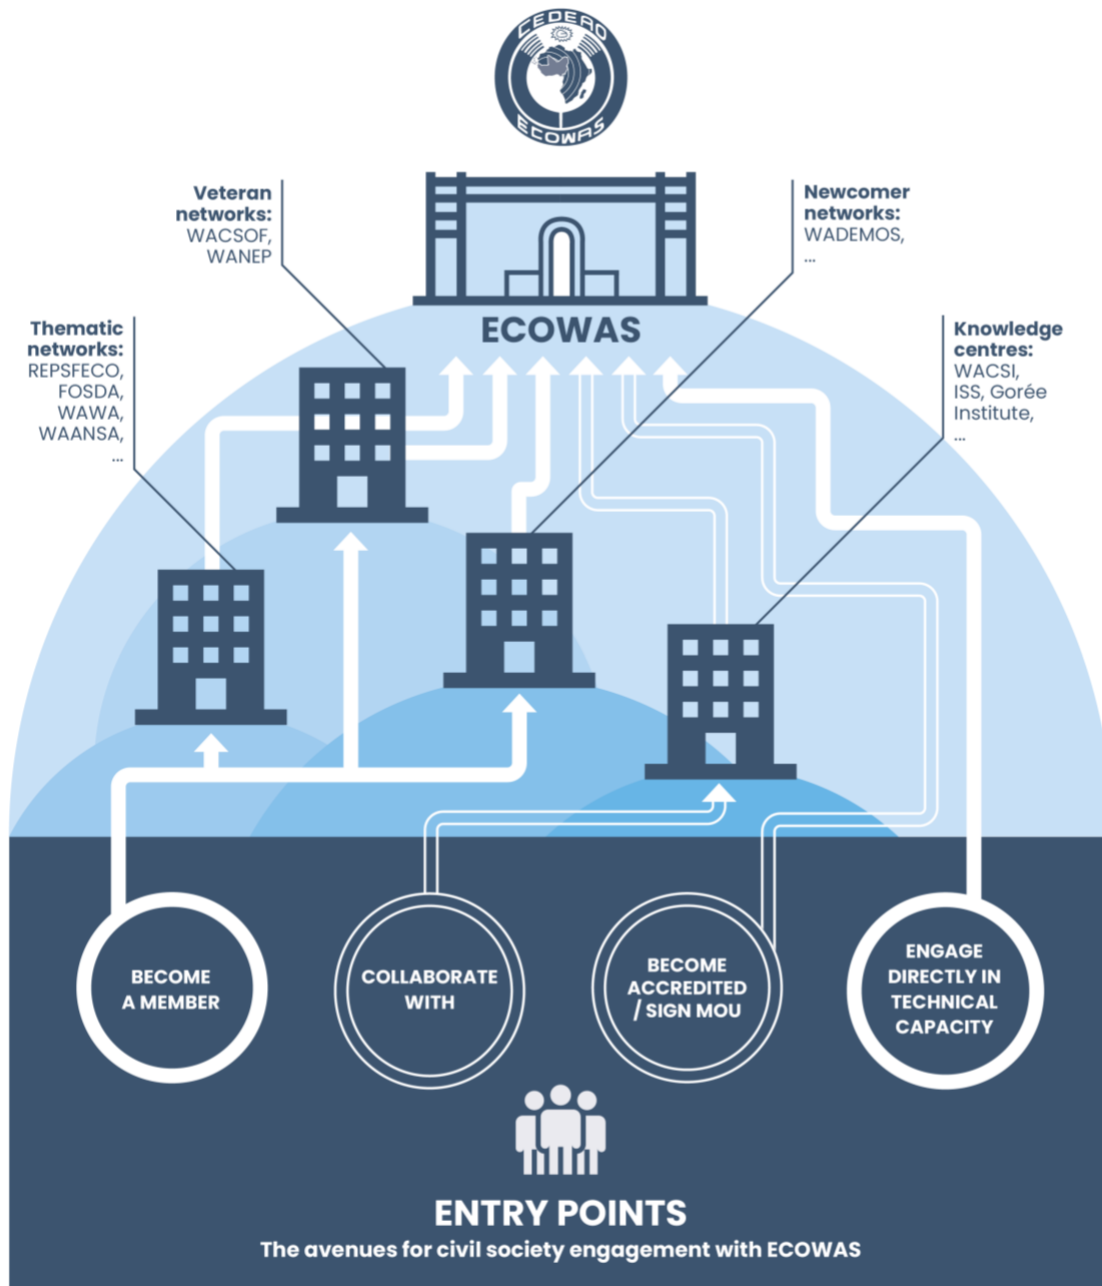 CEDEAO
ECOWAS
Veteran
networks:
WACSOF,
WANEP
Newcomer
networks:
WADEMOS,
...
Thematic
networks:
REPSFECO,
FOSDA,
WAWA,
WAANSA,
...
Knowledge
centres:
WACSI,
ISS, Gorée
Institute,
...
ECOWAS
BECOME
A MEMBER
COLLABORATE
WITH
BECOME
ACCREDITED
/ SIGN MOU
ENGAGE
DIRECTLY IN
TECHNICAL
CAPACITY
ENTRY POINTS
The avenues for civil society engagement with ECOWAS